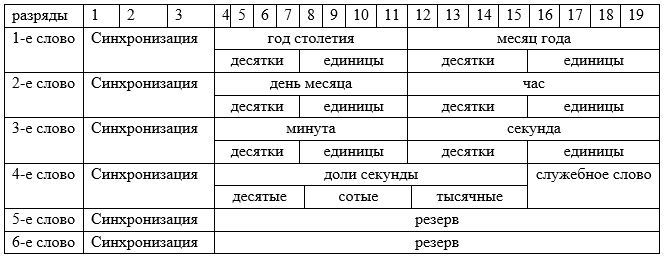 разряды 1 2 3 4 5 6 7 8 9 10 11 12 13 14 15 16 17 18 19
1-е слово Синхронизация год столетия месяц года
десятки единицы десятки единицы
2-е слово Синхронизация день месяца час
десятки единицы десятки единицы
3-е слово Синхронизация минута секунда
десятки единицы десятки единицы
4-е слово Синхронизация доли секунды служебное слово
десятые сотые тысячные
5-е слово Синхронизация резерв
6-е слово Синхронизация резерв